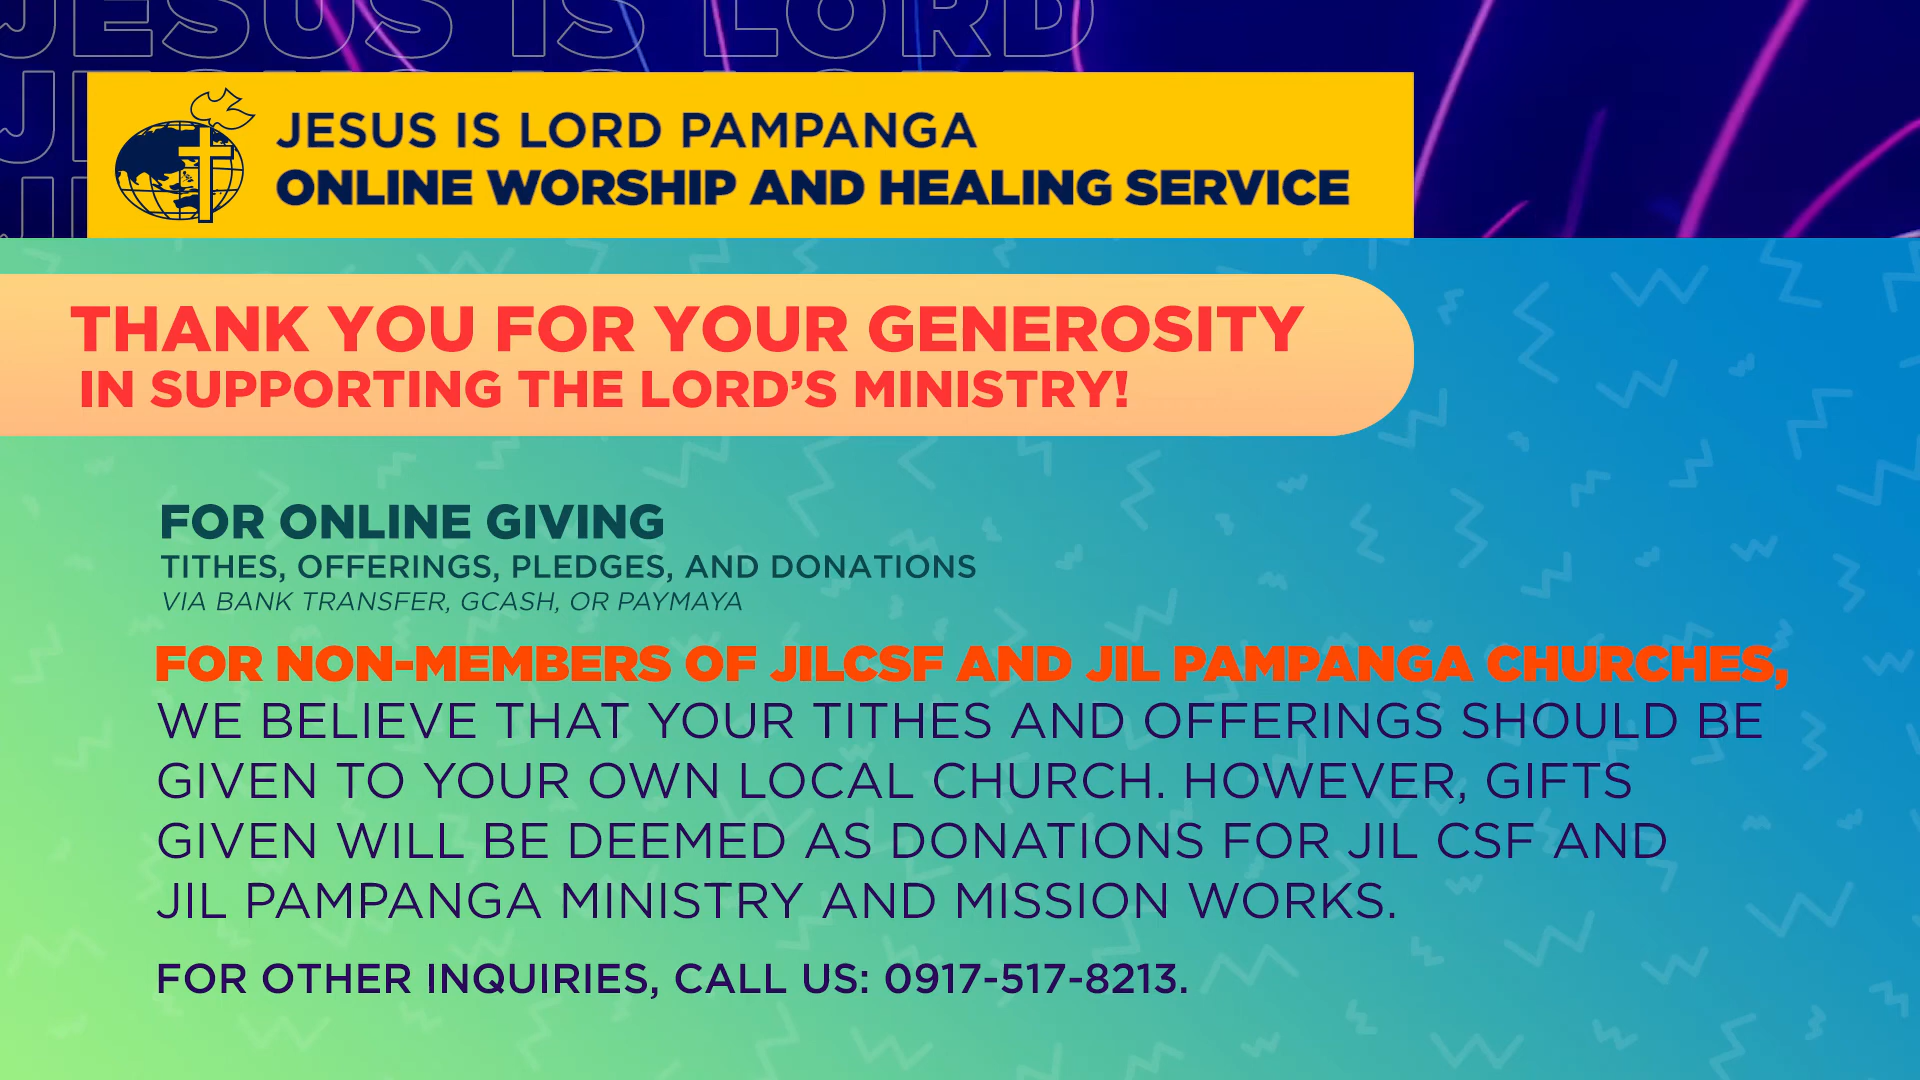 JESUS IS LORD
JESUS IS LORD PAMPANGA
ONLINE WORSHIP AND HEALING SERVICE
THANK YOU FOR YOUR GENEROSITY
IN SUPPORTING THE LORD'S MINISTRY!
FOR ONLINE GIVING
TITHES, OFFERINGS, PLEDGES, AND DONATIONS
VIA BANK TRANSFER, GCASH, OR PAYMAYA
FOR NON-MEMBERS OF JILCSF AND JIL PAMPANGA CHURCHES,
WE BELIEVE THAT YOUR TITHES AND OFFERINGS SHOULD BE
GIVEN TO YOUR OWN LOCAL CHURCH. HOWEVER, GIFTS
GIVEN WILL BE DEEMED AS DONATIONS FOR JIL CSF AND
JIL PAMPANGA MINISTRY AND MISSION WORKS.
FOR OTHER INQUIRIES, CALL US: 0917-517-8213.